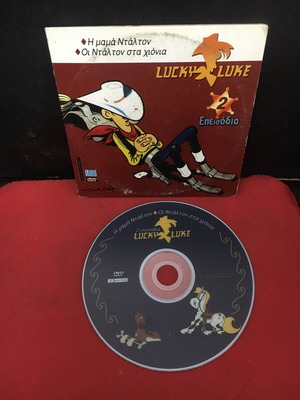 ♦Η μαμά Ντάλτον
♦Οι Ντάλτον στα χιόνια
LUCKY LUKE
2
Επεισόδια
DVD
Η μαμά Ντάλτον ♦ Οι Ντάλτον στα χιόνια
LUCKY LUKE
DVD